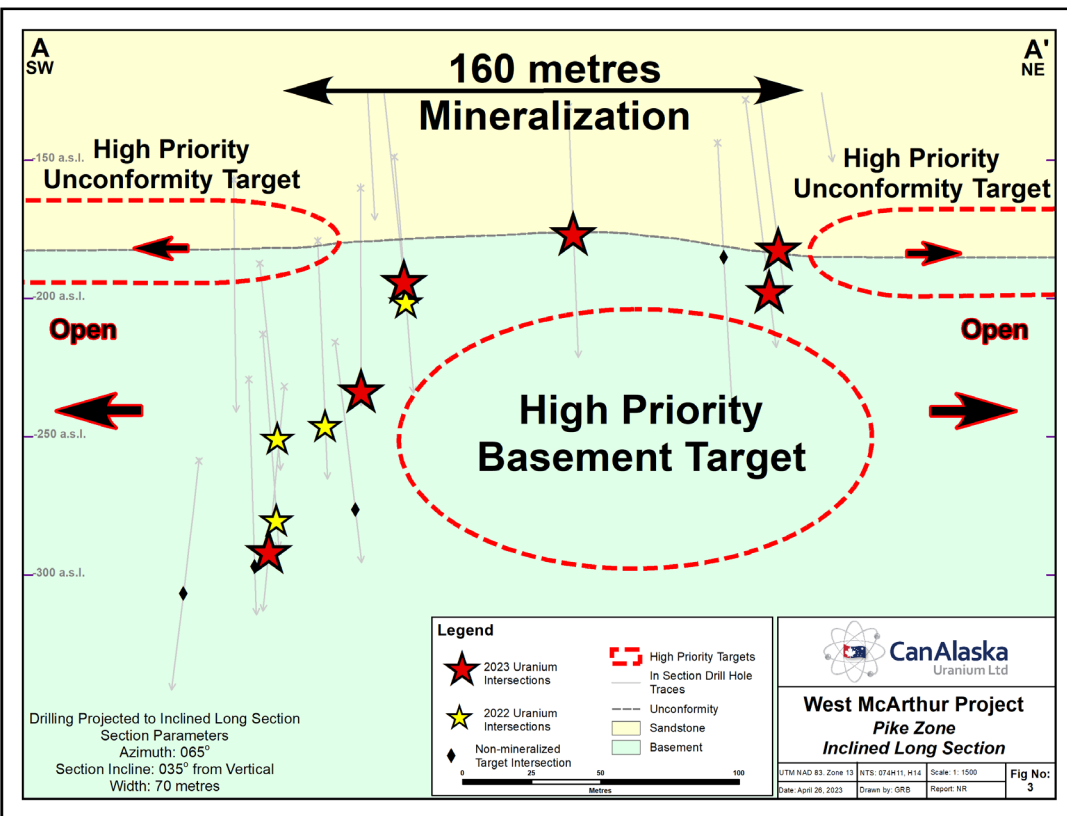 A
SW
A'
NE
160 metres
Mineralization
High Priority
Unconformity Target
High Priority
Unconformity Target
-150 a.s.l.
-200 a.s.l.
Open
Open
High Priority
Basement Target
-250 a.s.l.
-300 a.s.l.
Drilling Projected to Inclined Long Section
Section Parameters
Azimuth: 065°
Section Incline: 035° from Vertical
Width: 70 metres
Legend
2023 Uranium
Intersections
2022 Uranium
Intersections
Non-mineralized
Target Intersection
High Priority Targets
In Section Drill Hole
Traces
Unconformity
Sandstone
Basement
0 25 50 100
Metres
CanAlaska
Uranium Ltd
West McArthur Project
Pike Zone
Inclined Long Section
UTM NAD 83. Zone 13 NTS: 074H11, H14 Scale: 1: 1500
Date: April 26, 2023 Drawn by: GRB Report: NR
Fig No:
3